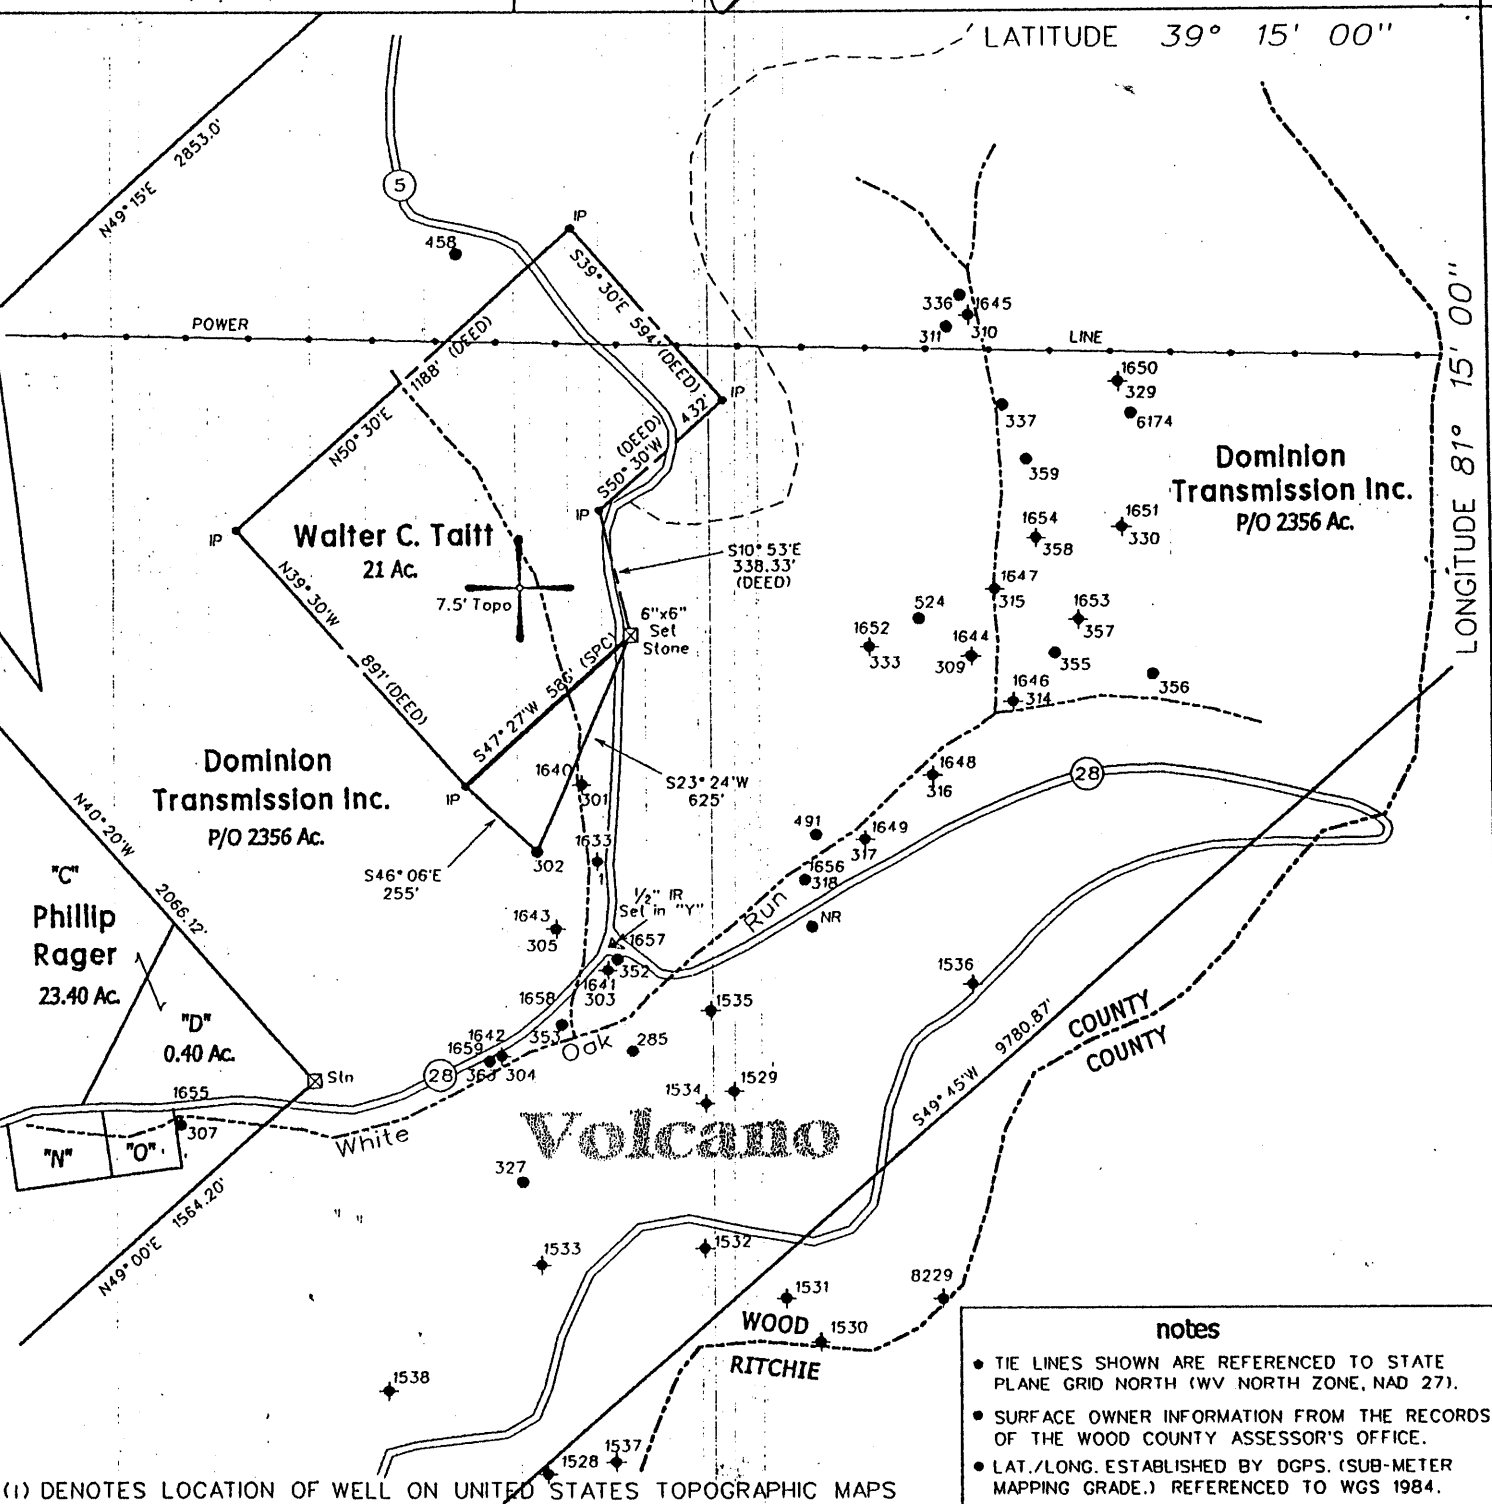 LATITUDE 39° 15' 00"
N49° 15'E 2853.0'
5
IP
458
S39° 30'E 594' (DEED)
336
1645
311
310
POWER
LINE
1188' (DEED)
N50° 30'E
LONGITUDE 81° 15' 00"
1650
329
6174
IP
(DEED)
S50° 30'W 432'
337
359
Dominion
Transmission Inc.
P/O 2356 Ac.
IP
IP
Walter C. Taitt
21 Ac.
1651
330
1654
358
S10° 53'E
338.33'
(DEED)
N39° 30'W
7.5' Topo
1647
315
524
1653
357
6"x6"
Set
Stone
1652
333
1644
309
355
356
891' (DEED)
S47° 27'W 586' (SPC)
1646
314
Dominion
Transmission Inc.
P/O 2356 Ac.
1640
301
IP
S23° 24'W
625'
1648
316
28
N40° 20'W 2066.12'
491
1649
317
1633
1
302
S46° 06'E
255'
1656
318
"C"
Phillip
Rager
23.40 Ac.
1/2" IR
Set in "Y"
Run
NR
1643
305
1657
352
1641
303
1536
"D"
0.40 Ac.
1658
353
1535
9780.87'
COUNTY
COUNTY
1642
1659
363
304
Oak
285
28
Stn
1655
307
1534
1529
S49° 45'W
White
Volcano
"N"
"O"
327
N49° 00'E 1564.20'
1533
1532
1531
8229
WOOD
1530
RITCHIE
1538
1537
1528
notes
• TIE LINES SHOWN ARE REFERENCED TO STATE
PLANE GRID NORTH (WV NORTH ZONE, NAD 27).
• SURFACE OWNER INFORMATION FROM THE RECORDS
OF THE WOOD COUNTY ASSESSOR'S OFFICE.
• LAT./LONG. ESTABLISHED BY DGPS. (SUB-METER
MAPPING GRADE.) REFERENCED TO WGS 1984.
(1) DENOTES LOCATION OF WELL ON UNITED STATES TOPOGRAPHIC MAPS